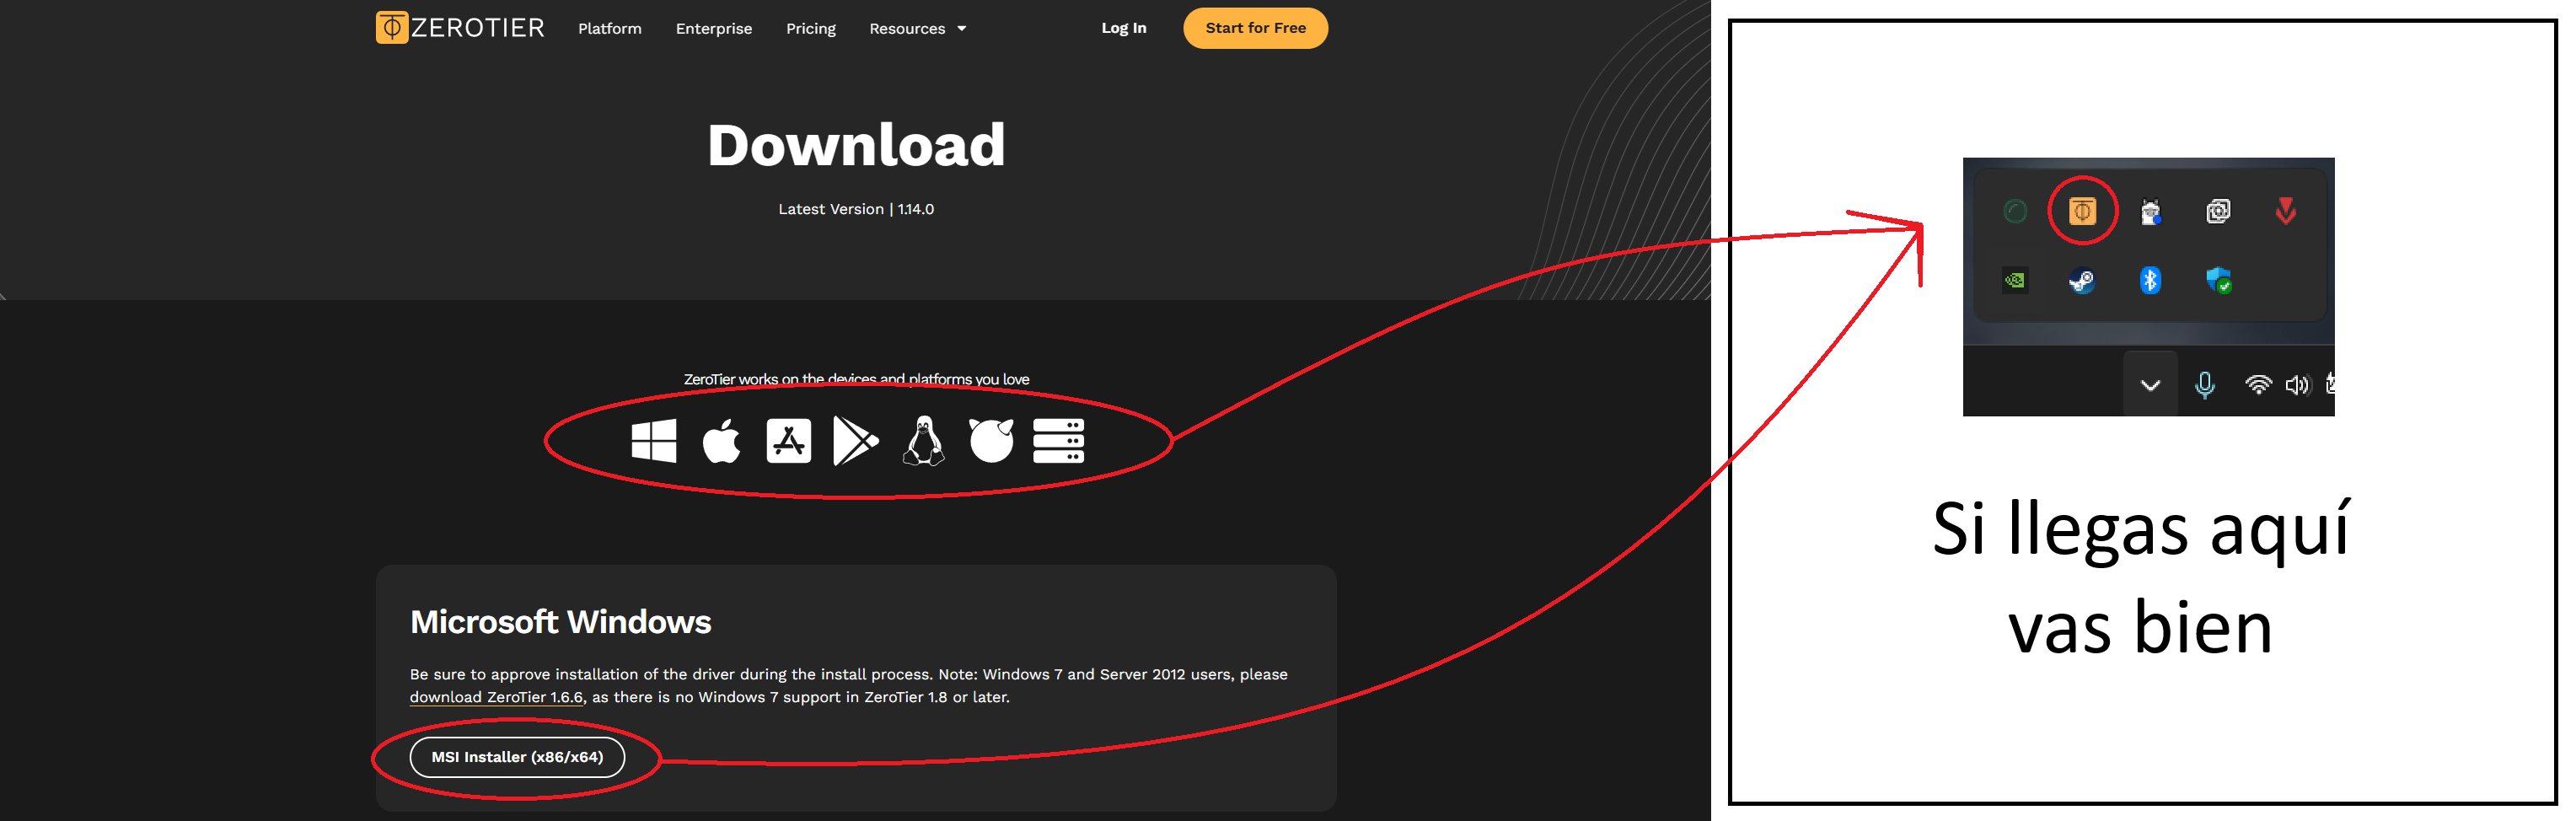 ZEROTIER
Platform
Enterprise
Pricing
Resources
Log In
Start for Free
Download
Latest Version | 1.14.0
ZeroTier works on the devices and platforms you love
Microsoft Windows
Be sure to approve installation of the driver during the install process. Note: Windows 7 and Server 2012 users, please
download ZeroTier 1.6.6, as there is no Windows 7 support in ZeroTier 1.8 or later.
MSI Installer (x86/x64)
Si llegas aquí
vas bien